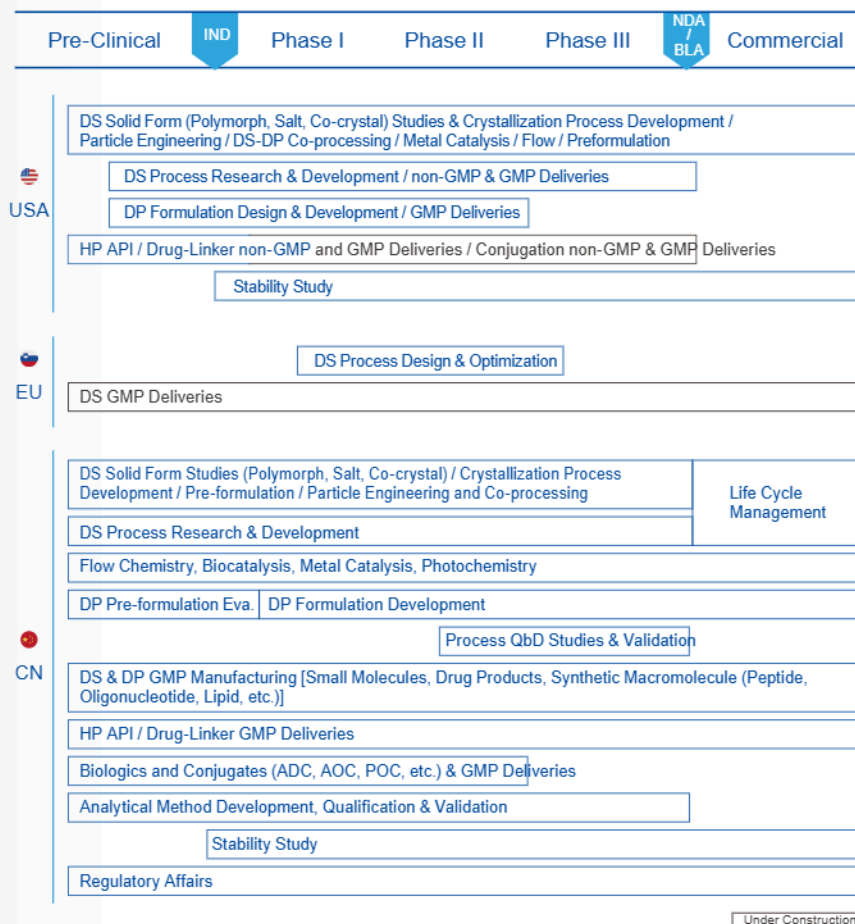 Pre-Clinical
IND
Phase I
Phase II
Phase III
NDA
/
BLA
Commercial
USA
DS Solid Form (Polymorph, Salt, Co-crystal) Studies & Crystallization Process Development /
Particle Engineering / DS-DP Co-processing / Metal Catalysis / Flow / Preformulation
DS Process Research & Development / non-GMP & GMP Deliveries
DP Formulation Design & Development / GMP Deliveries
HP API / Drug-Linker non-GMP and GMP Deliveries / Conjugation non-GMP & GMP Deliveries
Stability Study
EU
DS Process Design & Optimization
DS GMP Deliveries
CN
DS Solid Form Studies (Polymorph, Salt, Co-crystal) / Crystallization Process
Development / Pre-formulation / Particle Engineering and Co-processing
Life Cycle
Management
DS Process Research & Development
Flow Chemistry, Biocatalysis, Metal Catalysis, Photochemistry
DP Pre-formulation Eva.
DP Formulation Development
Process QbD Studies & Validation
DS & DP GMP Manufacturing [Small Molecules, Drug Products, Synthetic Macromolecule (Peptide,
Oligonucleotide, Lipid, etc.)]
HP API / Drug-Linker GMP Deliveries
Biologics and Conjugates (ADC, AOC, POC, etc.) & GMP Deliveries
Analytical Method Development, Qualification & Validation
Stability Study
Regulatory Affairs
Under Construction